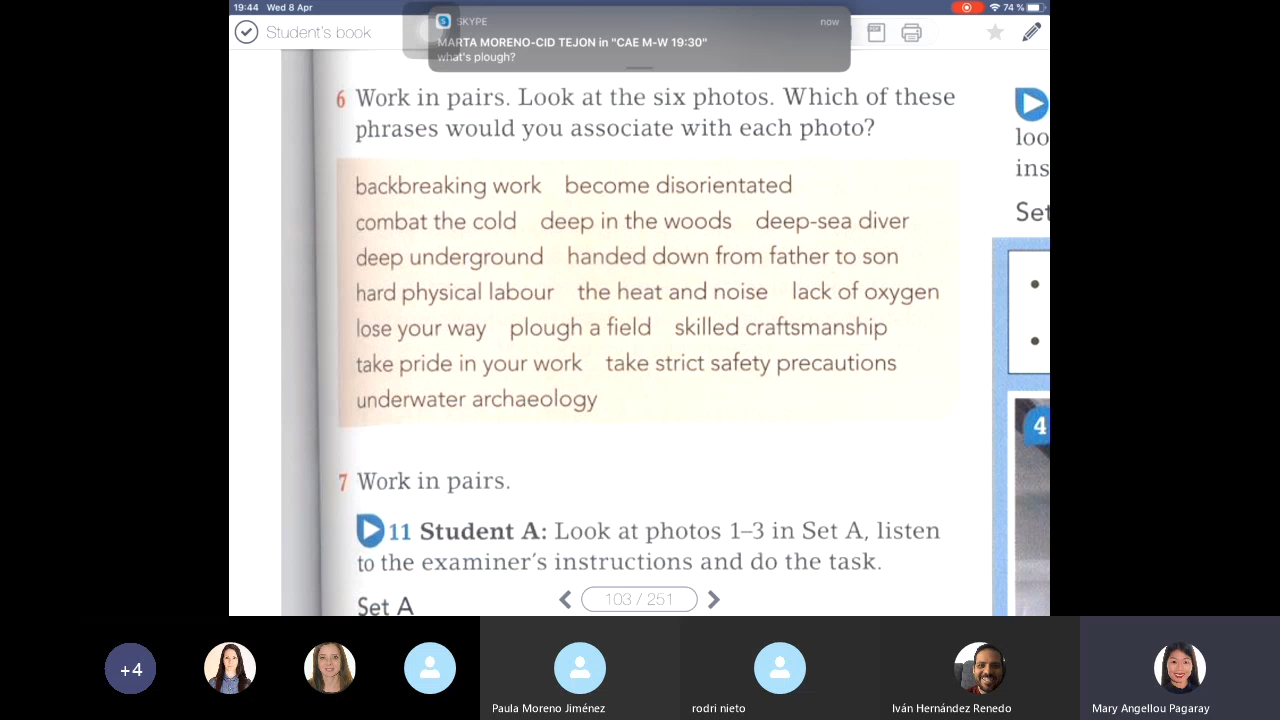 19:44 Wed 8 Apr
74 %
Student's book
SKYPE
now
MARTA MORENO-CID TEJON in "CAE M-W 19:30"
what's plough?
6 Work in pairs. Look at the six photos. Which of these
phrases would you associate with each photo?
backbreaking work become disorientated
combat the cold deep in the woods deep-sea diver
deep underground handed down from father to son
hard physical labour the heat and noise lack of oxygen
lose your way plough a field skilled craftsmanship
take pride in your work take strict safety precautions
underwater archaeology
7 Work in pairs.
11 Student A: Look at photos 1–3 in Set A, listen
to the examiner's instructions and do the task.
Set A
103 / 251
loo
ins
Set
4
+4
Paula Moreno Jiménez
rodri nieto
Iván Hernández Renedo
Mary Angellou Pagaray